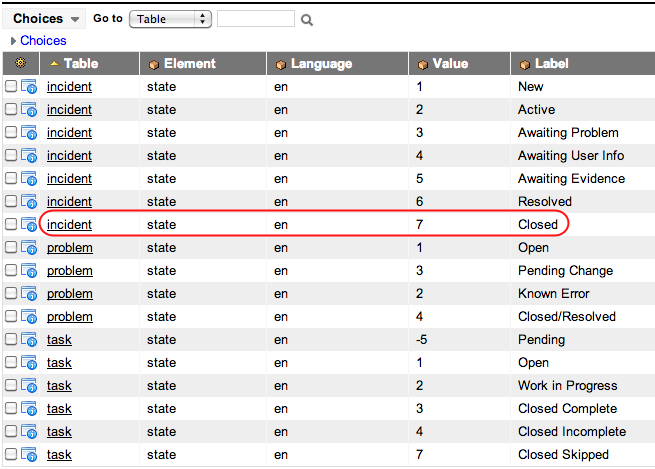 Choices Go to Table
Choices
Table Element Language Value Label
incident state en 1 New
incident state en 2 Active
incident state en 3 Awaiting Problem
incident state en 4 Awaiting User Info
incident state en 5 Awaiting Evidence
incident state en 6 Resolved
incident state en 7 Closed
problem state en 1 Open
problem state en 3 Pending Change
problem state en 2 Known Error
problem state en 4 Closed/Resolved
task state en -5 Pending
task state en 1 Open
task state en 2 Work in Progress
task state en 3 Closed Complete
task state en 4 Closed Incomplete
task state en 7 Closed Skipped